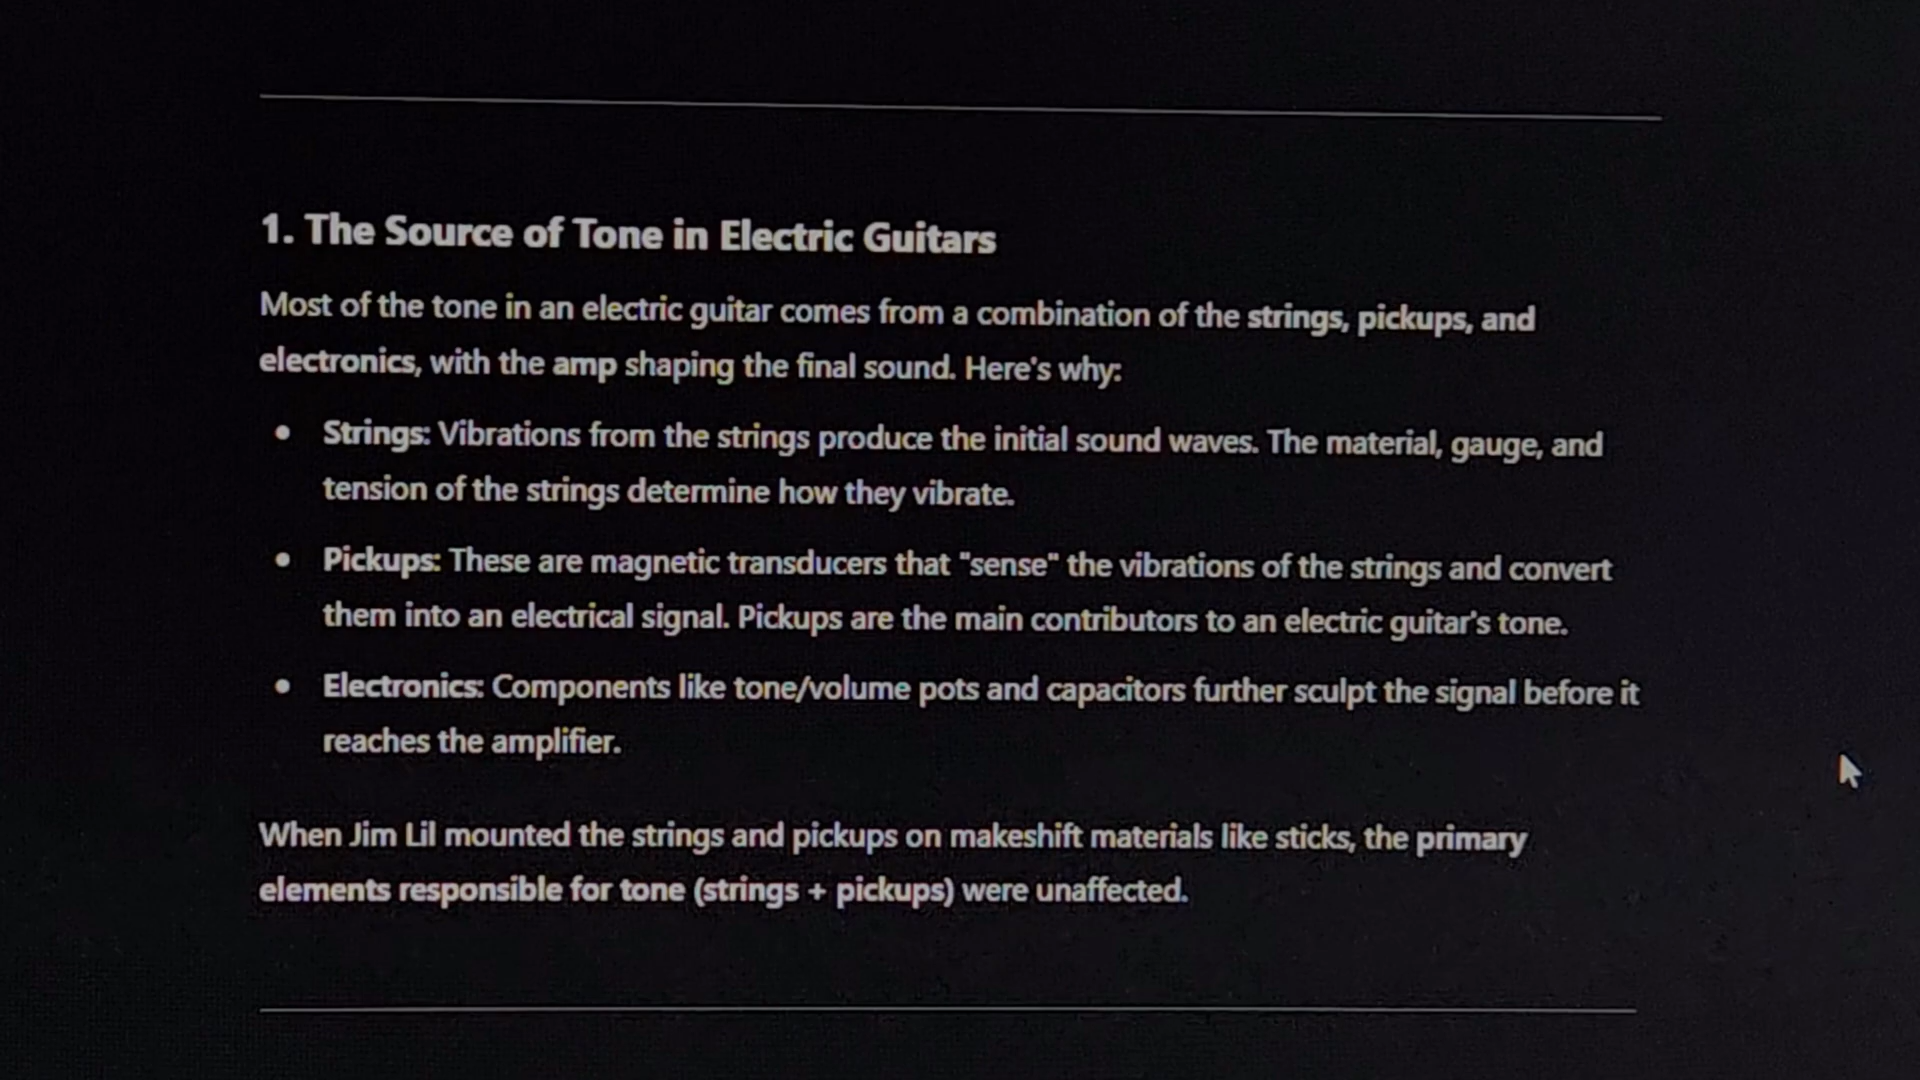 1. The Source of Tone in Electric Guitars
Most of the tone in an electric guitar comes from a combination of the strings, pickups, and
electronics, with the amp shaping the final sound. Here's why:
• Strings: Vibrations from the strings produce the initial sound waves. The material, gauge, and
tension of the strings determine how they vibrate.
• Pickups: These are magnetic transducers that "sense" the vibrations of the strings and convert
them into an electrical signal. Pickups are the main contributors to an electric guitar's tone.
• Electronics: Components like tone/volume pots and capacitors further sculpt the signal before it
reaches the amplifier.
When Jim Lil mounted the strings and pickups on makeshift materials like sticks, the primary
elements responsible for tone (strings + pickups) were unaffected.